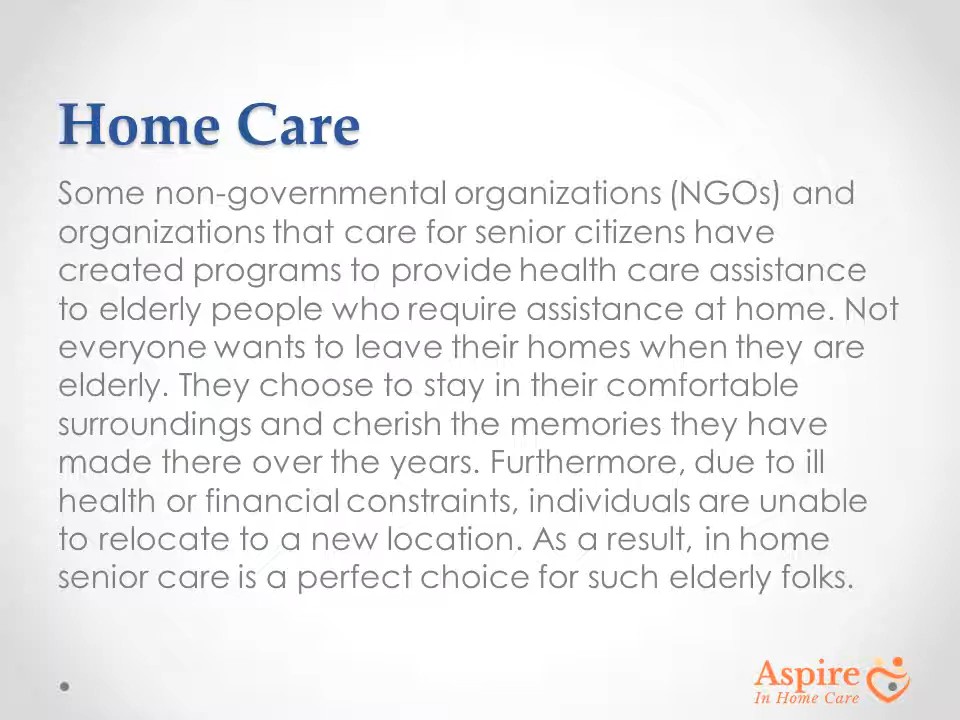 Home Care
Some non-governmental organizations (NGOs) and
organizations that care for senior citizens have
created programs to provide health care assistance
to elderly people who require assistance at home. Not
everyone wants to leave their homes when they are
elderly. They choose to stay in their comfortable
surroundings and cherish the memories they have
made there over the years. Furthermore, due to ill
health or financial constraints, individuals are unable
to relocate to a new location. As a result, in home
senior care is a perfect choice for such elderly folks.
Aspire
In Home Care